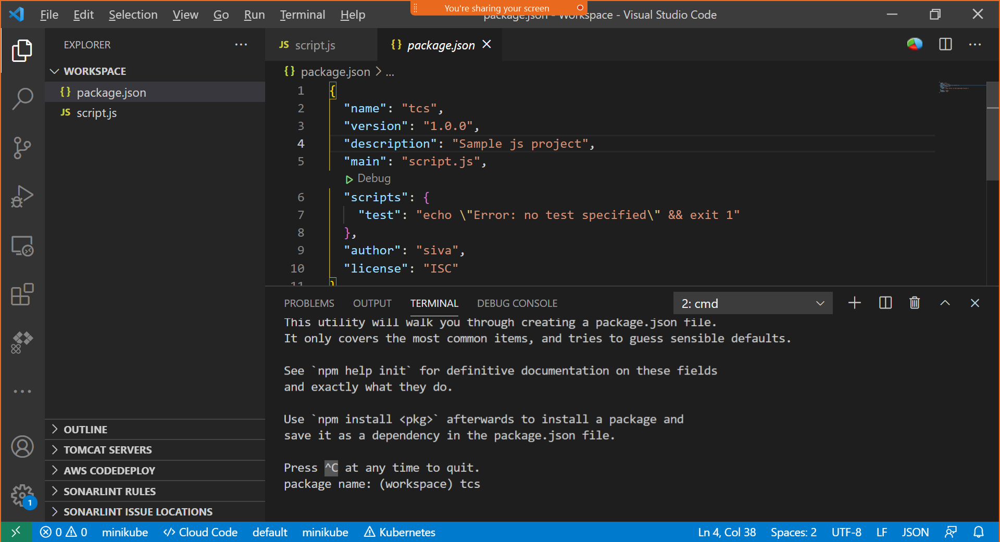 You're sharing your screen
File Edit Selection View Go Run Terminal Help package.json - Workspace - Visual Studio Code
EXPLORER
WORKSPACE
{} package.json
JS script.js
JS script.js
{} package.json
{} package.json > ...
1 {
2 "name": "tcs",
3 "version": "1.0.0",
4 "description": "Sample js project",
5 "main": "script.js",
Debug
6 "scripts": {
7 "test": "echo \"Error: no test specified\" && exit 1"
8 },
9 "author": "siva",
10 "license": "ISC"
11 }
PROBLEMS OUTPUT TERMINAL DEBUG CONSOLE 2: cmd
This utility will walk you through creating a package.json file.
It only covers the most common items, and tries to guess sensible defaults.
See `npm help init` for definitive documentation on these fields
and exactly what they do.
Use `npm install <pkg>` afterwards to install a package and
save it as a dependency in the package.json file.
Press ^C at any time to quit.
package name: (workspace) tcs
OUTLINE
TOMCAT SERVERS
AWS CODEDEPLOY
SONARLINT RULES
SONARLINT ISSUE LOCATIONS
1
0 0 minikube </> Cloud Code default minikube Kubernetes Ln 4, Col 38 Spaces: 2 UTF-8 LF JSON